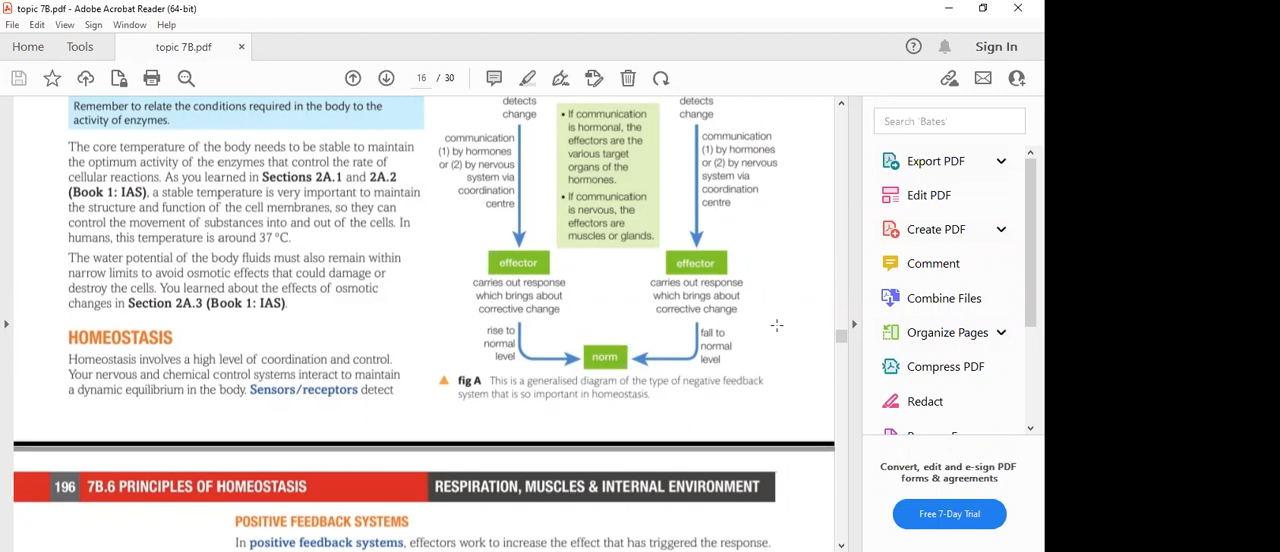 topic 7B.pdf - Adobe Acrobat Reader (64-bit)
File Edit View Sign Window Help
Home Tools topic 7B.pdf × Sign In
16 / 30
Remember to relate the conditions required in the body to the
activity of enzymes.
The core temperature of the body needs to be stable to maintain
the optimum activity of the enzymes that control the rate of
cellular reactions. As you learned in Sections 2A.1 and 2A.2
(Book 1: IAS), a stable temperature is very important to maintain
the structure and function of the cell membranes, so they can
control the movement of substances into and out of the cells. In
humans, this temperature is around 37 °C.
The water potential of the body fluids must also remain within
narrow limits to avoid osmotic effects that could damage or
destroy the cells. You learned about the effects of osmotic
changes in Section 2A.3 (Book 1: IAS).
HOMEOSTASIS
Homeostasis involves a high level of coordination and control.
Your nervous and chemical control systems interact to maintain
a dynamic equilibrium in the body. Sensors/receptors detect
detects
change
communication
(1) by hormones
or (2) by nervous
system via
coordination
centre
• If communication
is hormonal, the
effectors are the
various target
organs of the
hormones.
• If communication
is nervous, the
effectors are
muscles or glands.
detects
change
communication
(1) by hormones
or (2) by nervous
system via
coordination
centre
effector
carries out response
which brings about
corrective change
effector
carries out response
which brings about
corrective change
rise to
normal
level
norm
fall to
normal
level
fig A This is a generalised diagram of the type of negative feedback
system that is so important in homeostasis.
196 7B.6 PRINCIPLES OF HOMEOSTASIS RESPIRATION, MUSCLES & INTERNAL ENVIRONMENT
POSITIVE FEEDBACK SYSTEMS
In positive feedback systems, effectors work to increase the effect that has triggered the response.
Search 'Bates'
Export PDF
Edit PDF
Create PDF
Comment
Combine Files
Organize Pages
Compress PDF
Redact
Convert, edit and e-sign PDF
forms & agreements
Free 7-Day Trial